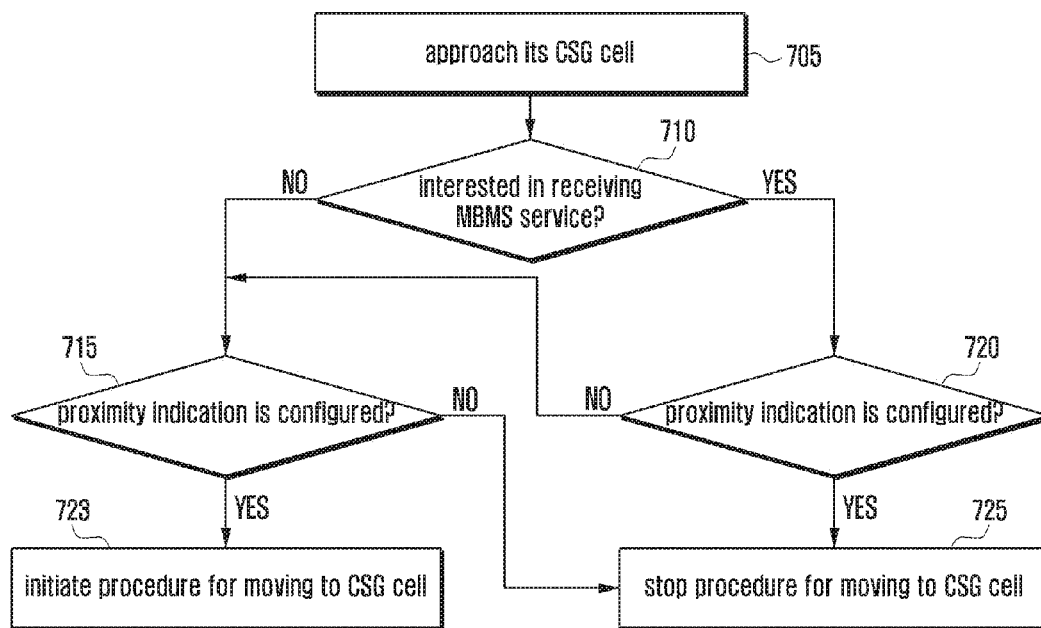 approach its CSG cell
705
710
NO
interested in receiving
MBMS service?
YES
715
720
proximity indication is configured?
NO
NO
proximity indication is configured?
723
YES
YES
725
initiate procedure for moving to CSG cell
stop procedure for moving to CSG cell